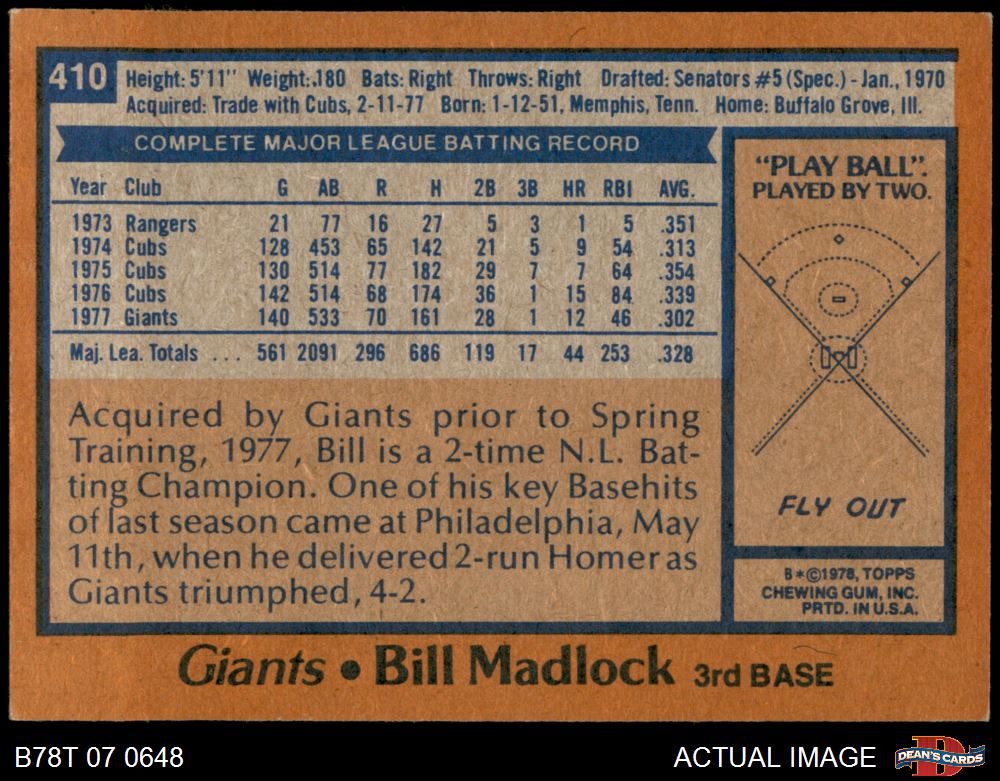 410
Height: 5'11" Weight: 180 Bats: Right Throws: Right Drafted: Senators #5 (Spec.) - Jan., 1970
Acquired: Trade with Cubs, 2-11-77 Born: 1-12-51, Memphis, Tenn. Home: Buffalo Grove, Ill.
COMPLETE MAJOR LEAGUE BATTING RECORD
Year Club G AB R H 2B 3B HR RBI AVG.
1973 Rangers 21 77 16 27 5 3 1 5 .351
1974 Cubs 128 453 65 142 21 5 9 54 .313
1975 Cubs 130 514 77 182 29 7 7 64 .354
1976 Cubs 142 514 68 174 36 1 15 84 .339
1977 Giants 140 533 70 161 28 1 12 46 .302
Maj. Lea. Totals ... 561 2091 296 686 119 17 44 253 .328
Acquired by Giants prior to Spring
Training, 1977, Bill is a 2-time N.L. Bat-
ting Champion. One of his key Basehits
of last season came at Philadelphia, May
11th, when he delivered 2-run Homer as
Giants triumphed, 4-2.
"PLAY BALL".
PLAYED BY TWO.
FLY OUT
B*©1978, TOPPS
CHEWING GUM, INC.
PRTD. IN U.S.A.
Giants • Bill Madlock 3rd BASE
B78T 07 0648
ACTUAL IMAGE
D
DEAN'S CARDS